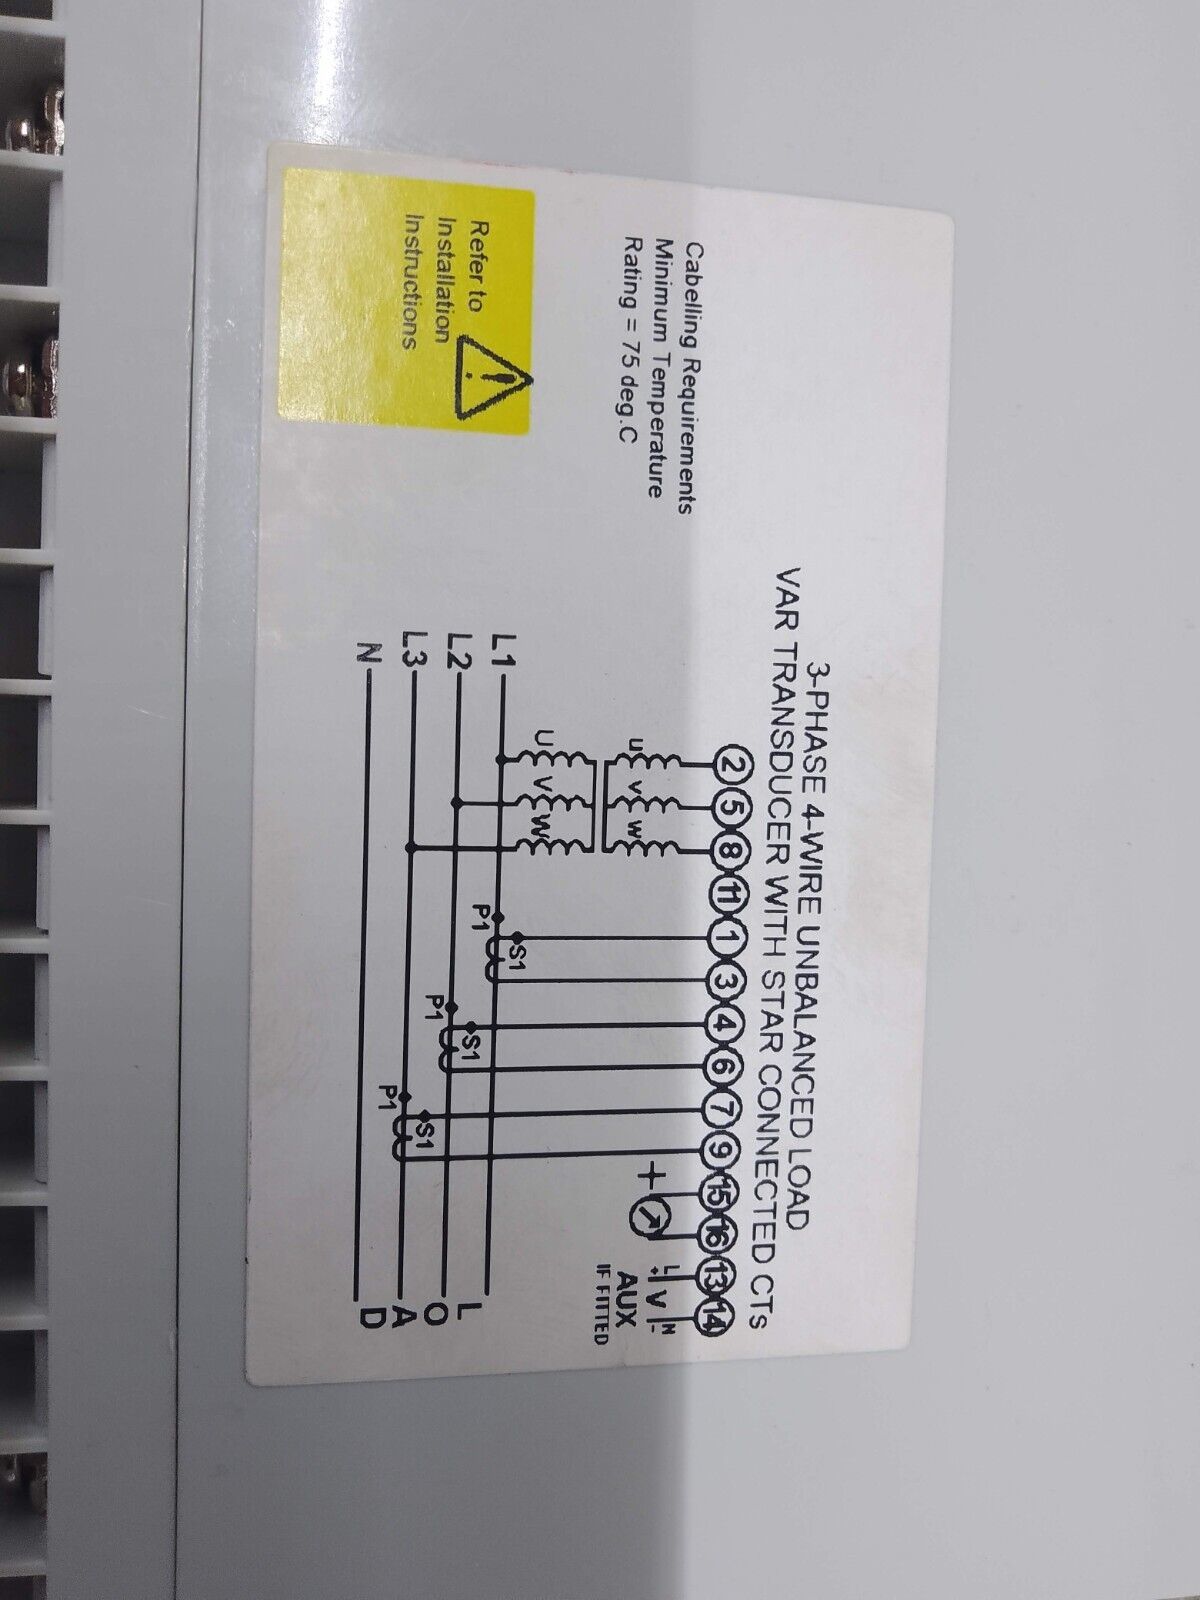 3-PHASE 4-WIRE UNBALANCED LOAD
VAR TRANSDUCER WITH STAR CONNECTED CTs
Cabelling Requirements
Minimum Temperature
Rating = 75 deg.C
Refer to
Installation
Instructions
!
2 5 8 11 1 3 4 6 7 9 15 16 13 14
u v w
+
L N
+ V -
AUX
IF FITTED
U V W
L1
S1
P1
L
L2
S1
P1
O
L3
S1
P1
A
N
D